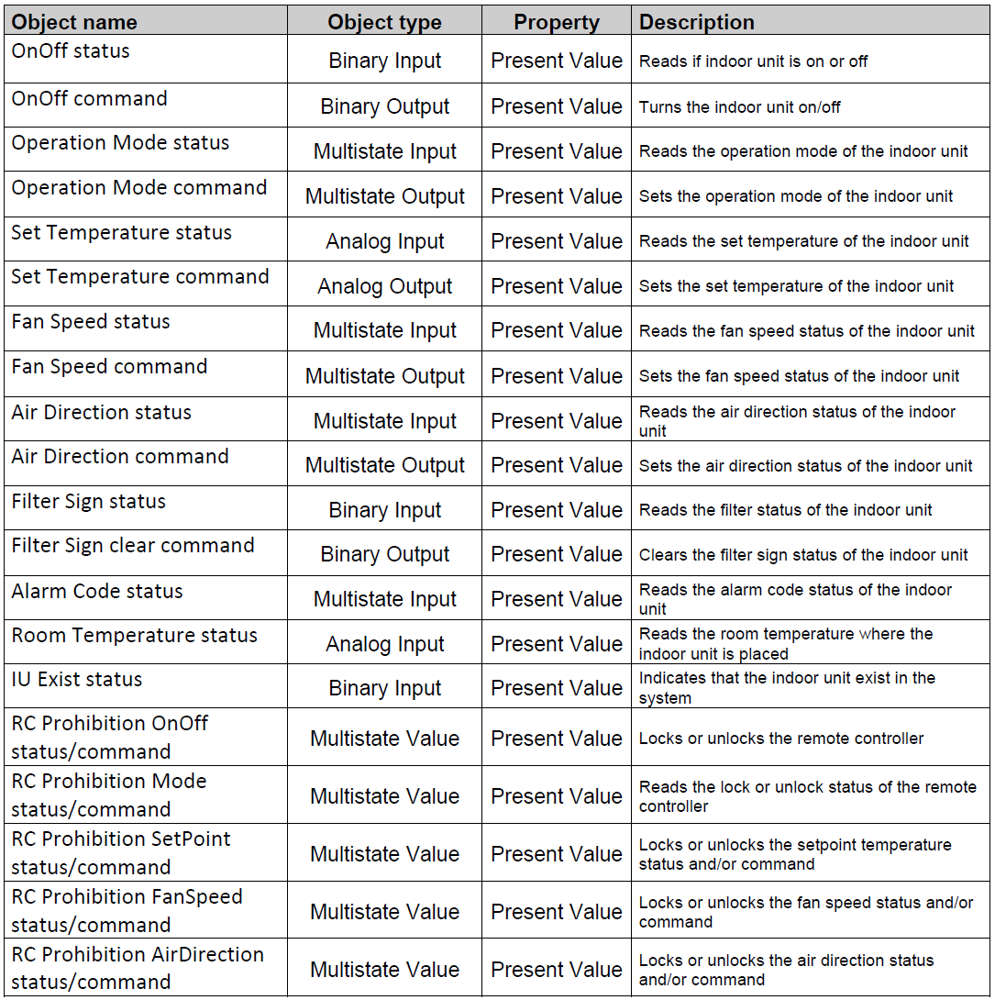 Object name Object type Property Description
OnOff status Binary Input Present Value Reads if indoor unit is on or off
OnOff command Binary Output Present Value Turns the indoor unit on/off
Operation Mode status Multistate Input Present Value Reads the operation mode of the indoor unit
Operation Mode command Multistate Output Present Value Sets the operation mode of the indoor unit
Set Temperature status Analog Input Present Value Reads the set temperature of the indoor unit
Set Temperature command Analog Output Present Value Sets the set temperature of the indoor unit
Fan Speed status Multistate Input Present Value Reads the fan speed status of the indoor unit
Fan Speed command Multistate Output Present Value Sets the fan speed status of the indoor unit
Air Direction status Multistate Input Present Value Reads the air direction status of the indoor
unit
Air Direction command Multistate Output Present Value Sets the air direction status of the indoor unit
Filter Sign status Binary Input Present Value Reads the filter status of the indoor unit
Filter Sign clear command Binary Output Present Value Clears the filter sign status of the indoor unit
Alarm Code status Multistate Input Present Value Reads the alarm code status of the indoor
unit
Room Temperature status Analog Input Present Value Reads the room temperature where the
indoor unit is placed
IU Exist status Binary Input Present Value Indicates that the indoor unit exist in the
system
RC Prohibition OnOff
status/command Multistate Value Present Value Locks or unlocks the remote controller
RC Prohibition Mode
status/command Multistate Value Present Value Reads the lock or unlock status of the remote
controller
RC Prohibition SetPoint
status/command Multistate Value Present Value Locks or unlocks the setpoint temperature
status and/or command
RC Prohibition FanSpeed
status/command Multistate Value Present Value Locks or unlocks the fan speed status and/or
command
RC Prohibition AirDirection
status/command Multistate Value Present Value Locks or unlocks the air direction status
and/or command